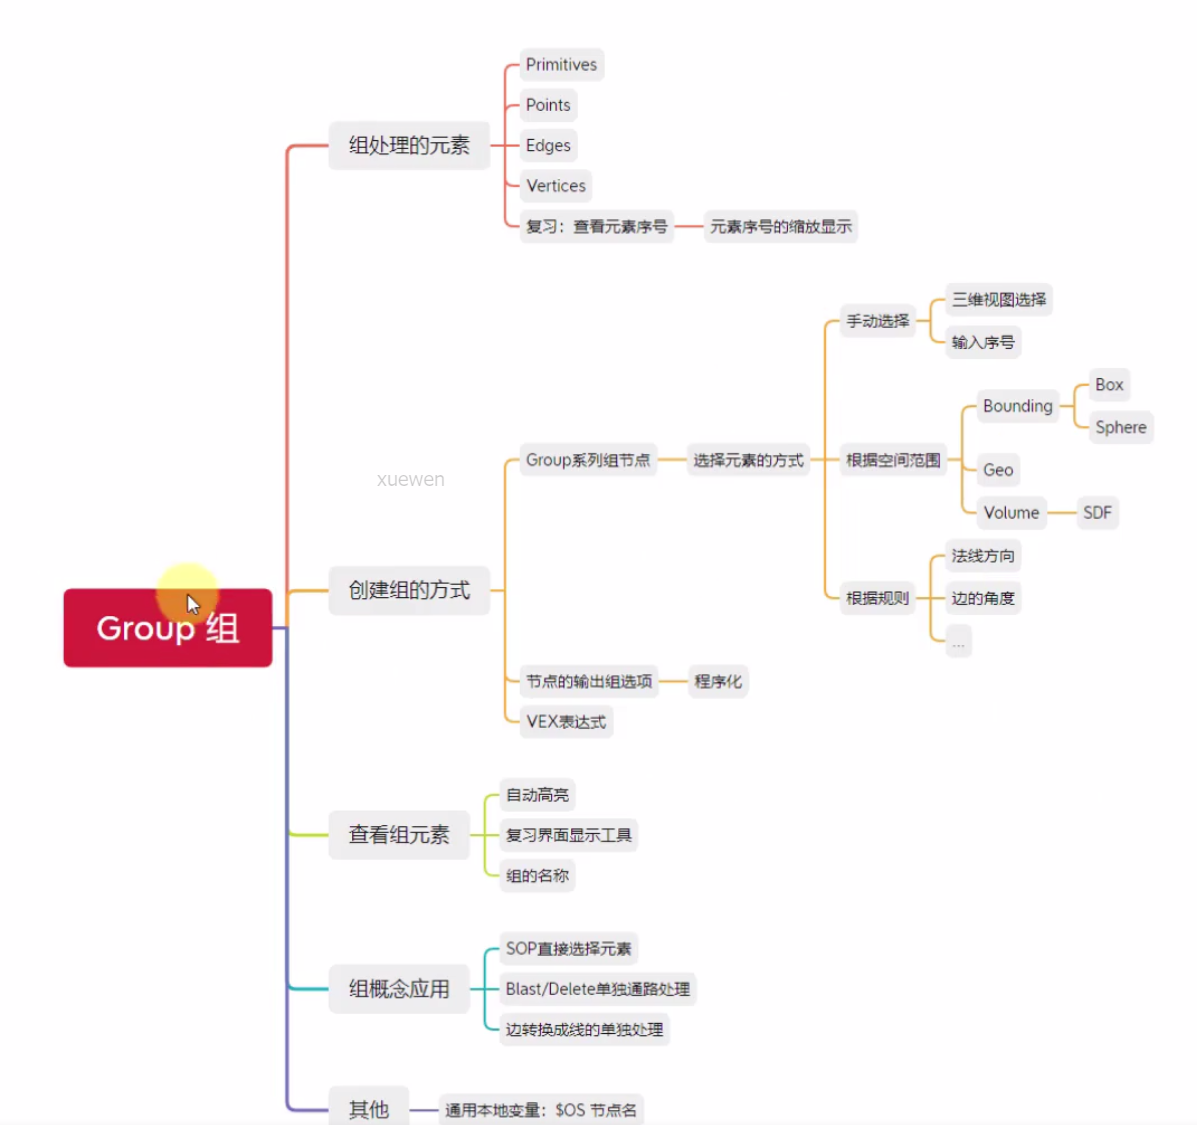 Group 组
组处理的元素
Primitives
Points
Edges
Vertices
复习：查看元素序号
元素序号的缩放显示
创建组的方式
Group系列组节点
选择元素的方式
手动选择
三维视图选择
输入序号
根据空间范围
Bounding
Box
Sphere
Geo
Volume
SDF
根据规则
法线方向
边的角度
...
节点的输出组选项
程序化
VEX表达式
查看组元素
自动高亮
复习界面显示工具
组的名称
组概念应用
SOP直接选择元素
Blast/Delete单独通路处理
边转换成线的单独处理
其他
通用本地变量：$OS 节点名
xuewen